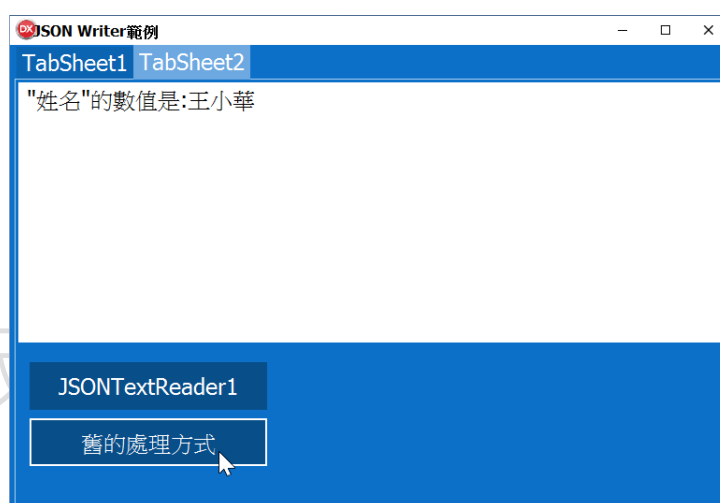 JSON Writer範例
TabSheet1 TabSheet2
"姓名"的數值是:王小華
JSONTextReader1
舊的處理方式